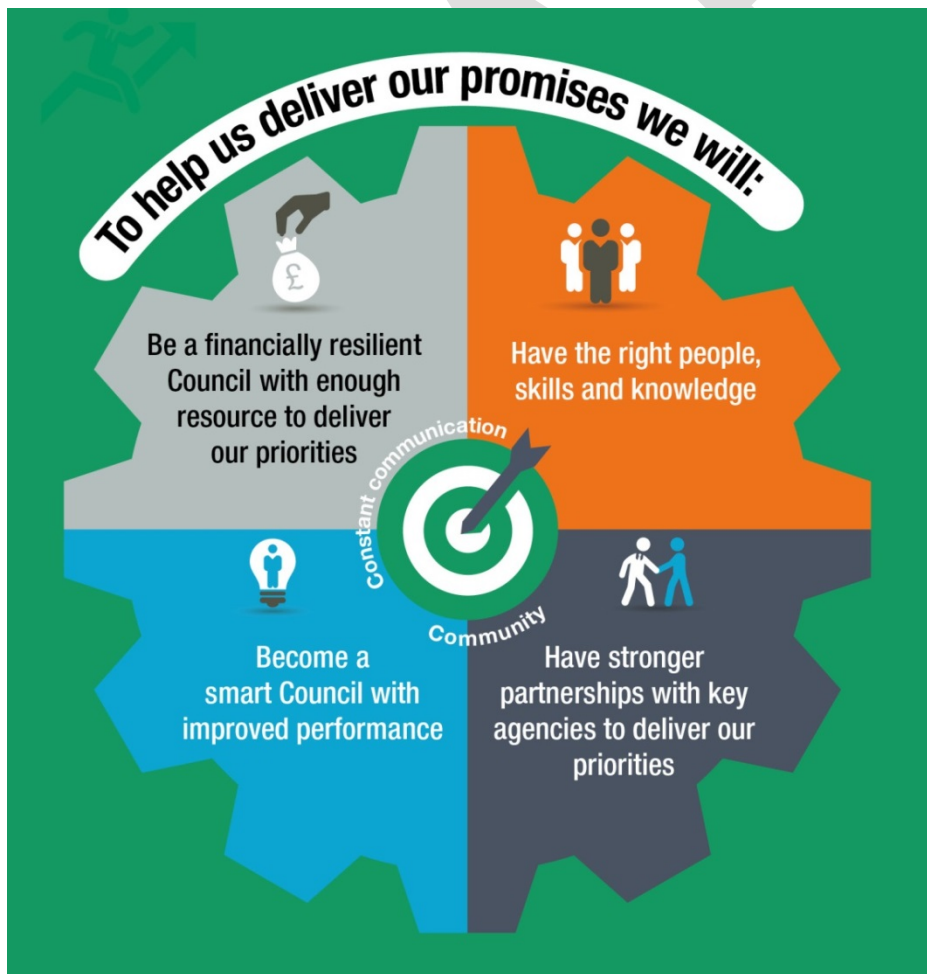 To help us deliver our promises we will:
£
Be a financially resilient
Council with enough
resource to deliver
our priorities
Have the right people,
skills and knowledge
Constant communication
Community
Become a
smart Council with
improved performance
Have stronger
partnerships with key
agencies to deliver our
priorities